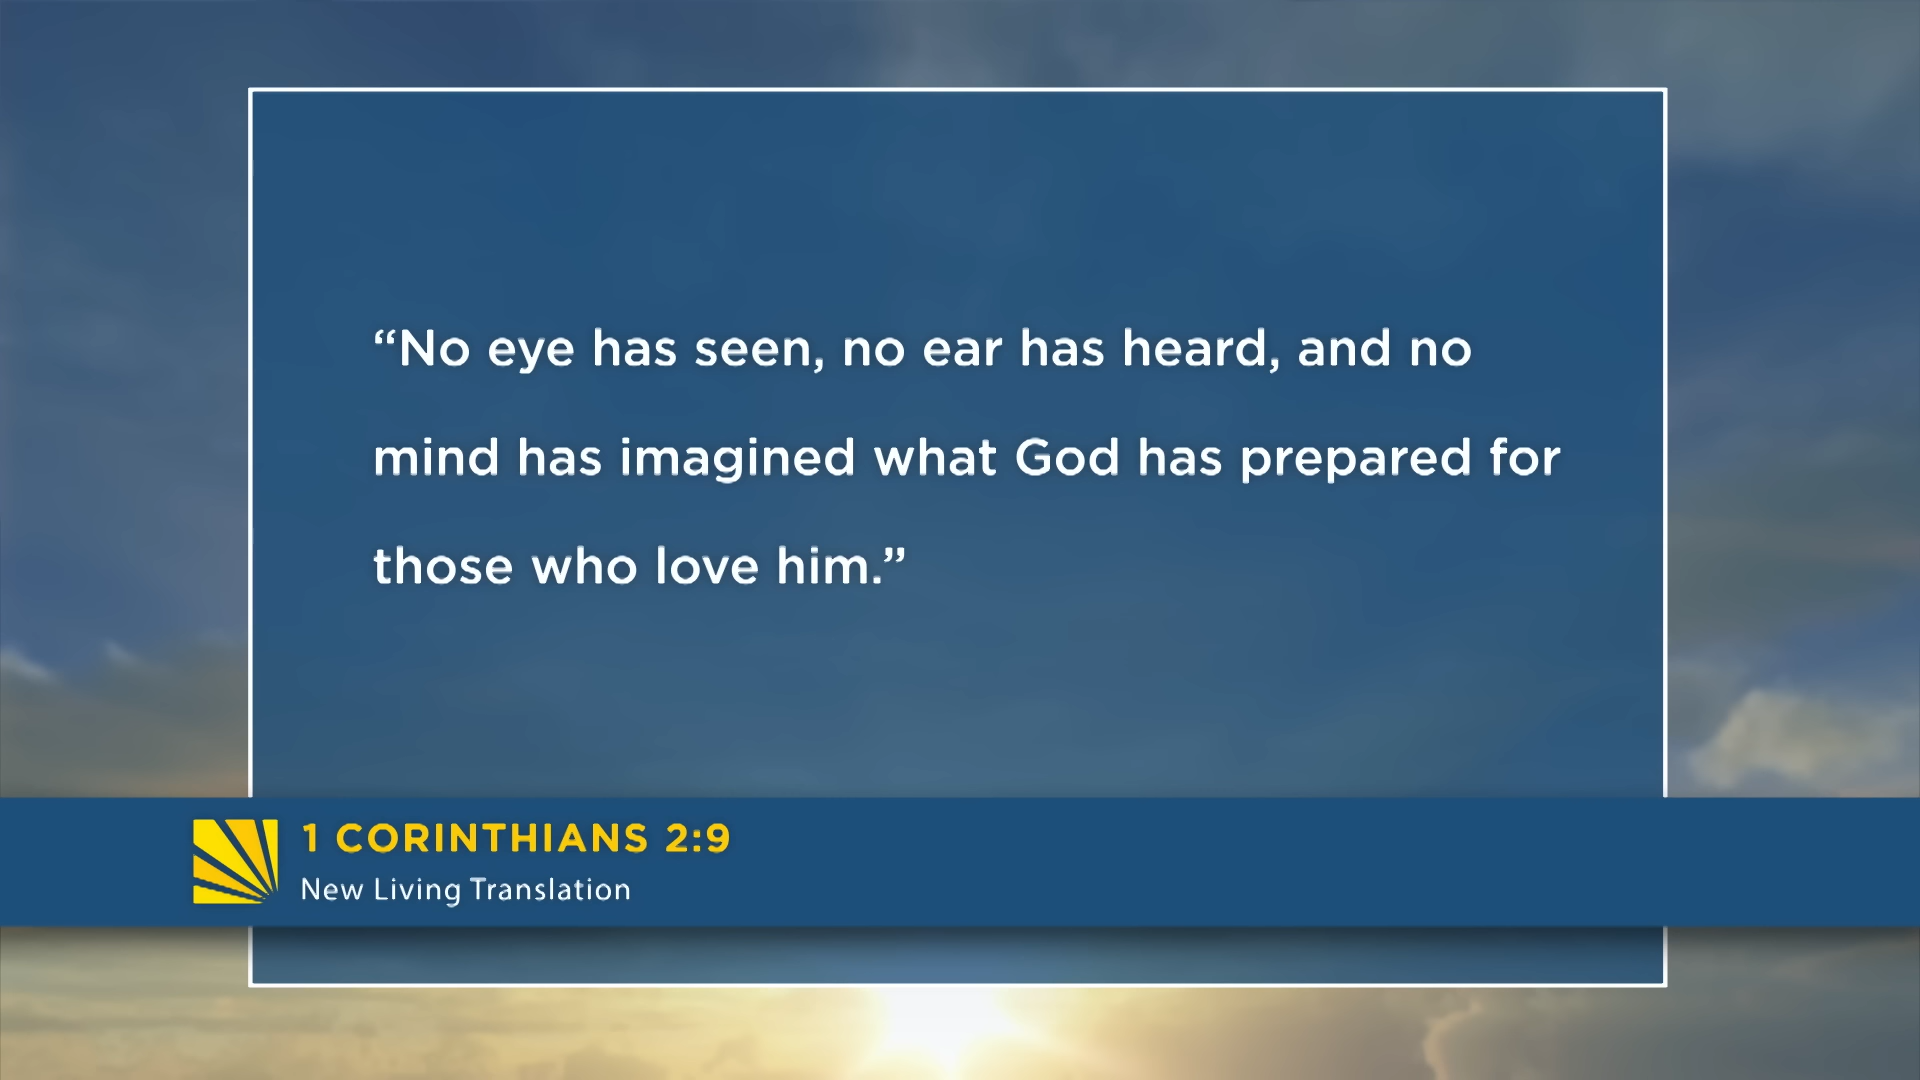 “No eye has seen, no ear has heard, and no
mind has imagined what God has prepared for
those who love him.”
1 CORINTHIANS 2:9
New Living Translation